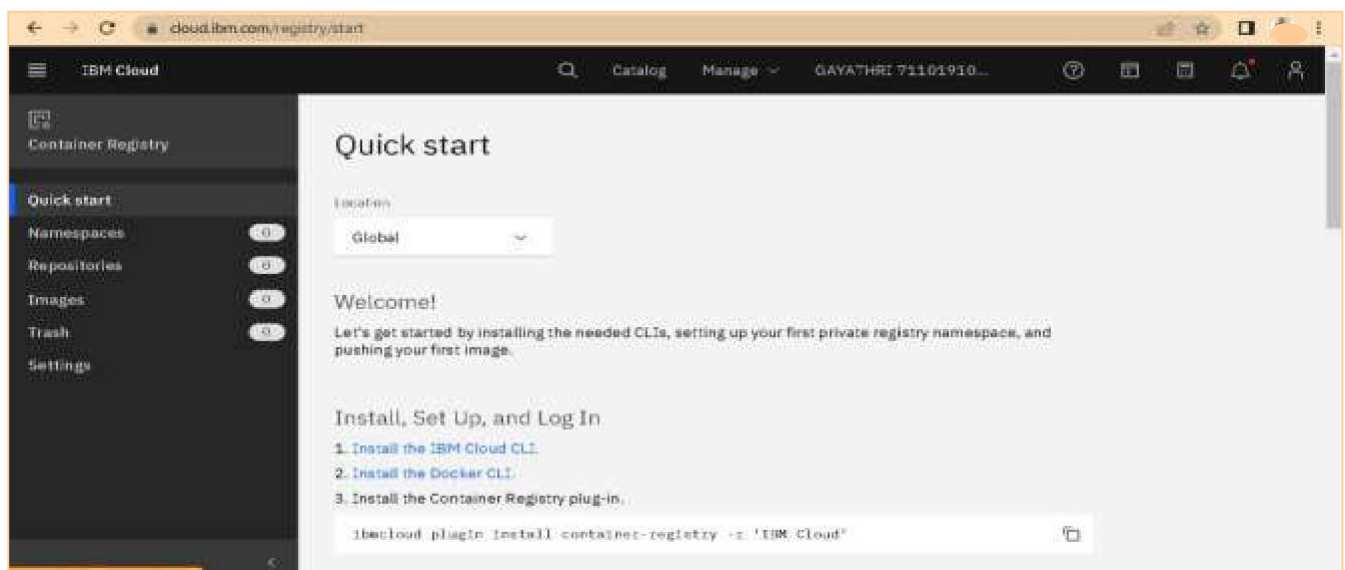 cloud.ibm.com/registry/start
IBM Cloud
Catalog
Manage
GAYATHRI 71101910...
Container Registry
Quick start
Namespaces
0
Repositories
0
Images
0
Trash
0
Settings
Quick start
Location
Global
Welcome!
Let's get started by installing the needed CLIs, setting up your first private registry namespace, and
pushing your first image.
Install, Set Up, and Log In
1. Install the IBM Cloud CLI.
2. Install the Docker CLI.
3. Install the Container Registry plug-in.
ibmcloud plugin install container-registry -r 'IBM Cloud'